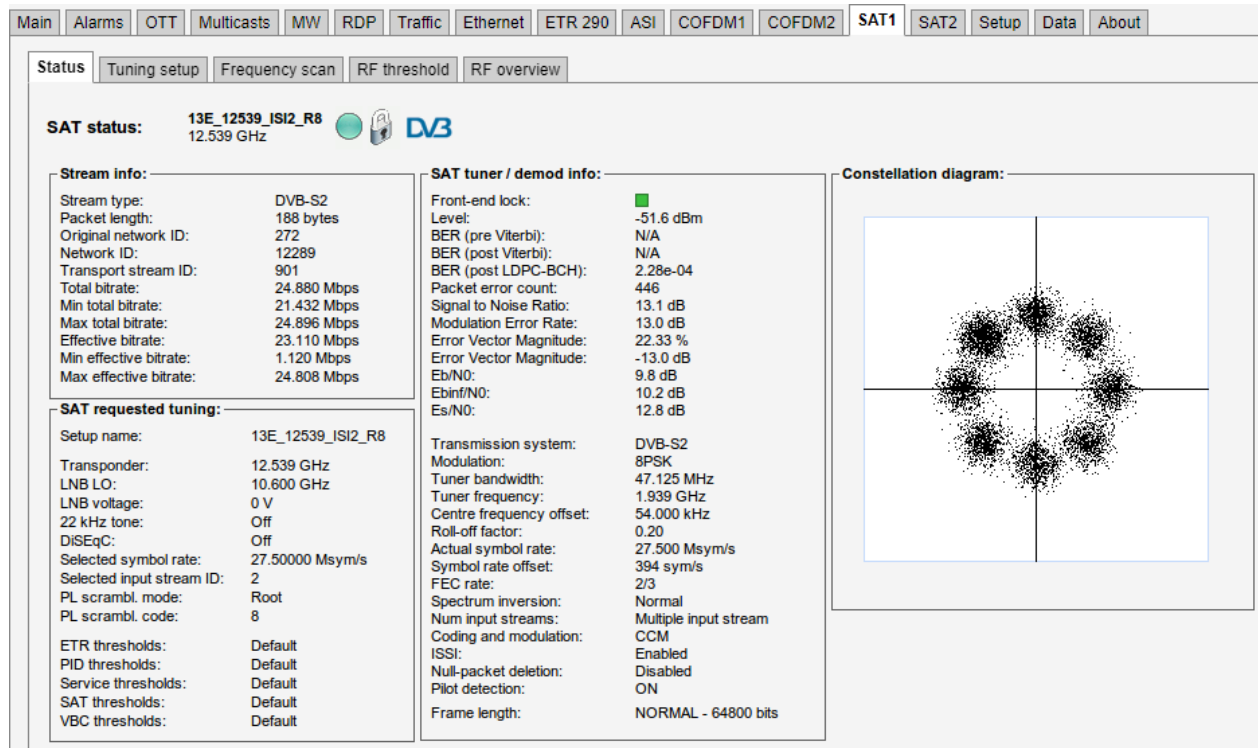 Main Alarms OTT Multicasts MW RDP Traffic Ethernet ETR 290 ASI COFDM1 COFDM2 SAT1 SAT2 Setup Data About
Status Tuning setup Frequency scan RF threshold RF overview
SAT status: 13E_12539_ISI2_R8 DVB
12.539 GHz
Stream info:
Stream type: DVB-S2
Packet length: 188 bytes
Original network ID: 272
Network ID: 12289
Transport stream ID: 901
Total bitrate: 24.880 Mbps
Min total bitrate: 21.432 Mbps
Max total bitrate: 24.896 Mbps
Effective bitrate: 23.110 Mbps
Min effective bitrate: 1.120 Mbps
Max effective bitrate: 24.808 Mbps
SAT requested tuning:
Setup name: 13E_12539_ISI2_R8
Transponder: 12.539 GHz
LNB LO: 10.600 GHz
LNB voltage: 0 V
22 kHz tone: Off
DiSEqC: Off
Selected symbol rate: 27.50000 Msym/s
Selected input stream ID: 2
PL scrambl. mode: Root
PL scrambl. code: 8
ETR thresholds: Default
PID thresholds: Default
Service thresholds: Default
SAT thresholds: Default
VBC thresholds: Default
SAT tuner / demod info:
Front-end lock:
Level: -51.6 dBm
BER (pre Viterbi): N/A
BER (post Viterbi): N/A
BER (post LDPC-BCH): 2.28e-04
Packet error count: 446
Signal to Noise Ratio: 13.1 dB
Modulation Error Rate: 13.0 dB
Error Vector Magnitude: 22.33 %
Error Vector Magnitude: -13.0 dB
Eb/N0: 9.8 dB
Ebinf/N0: 10.2 dB
Es/N0: 12.8 dB
Transmission system: DVB-S2
Modulation: 8PSK
Tuner bandwidth: 47.125 MHz
Tuner frequency: 1.939 GHz
Centre frequency offset: 54.000 kHz
Roll-off factor: 0.20
Actual symbol rate: 27.500 Msym/s
Symbol rate offset: 394 sym/s
FEC rate: 2/3
Spectrum inversion: Normal
Num input streams: Multiple input stream
Coding and modulation: CCM
ISSI: Enabled
Null-packet deletion: Disabled
Pilot detection: ON
Frame length: NORMAL - 64800 bits
Constellation diagram: